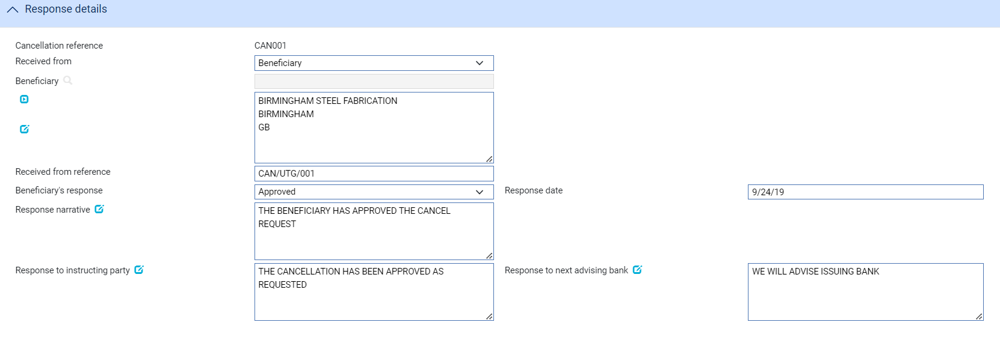 Response details
Cancellation reference CAN001
Received from Beneficiary
Beneficiary
BIRMINGHAM STEEL FABRICATION
BIRMINGHAM
GB
Received from reference CAN/UTG/001
Beneficiary's response Approved Response date 9/24/19
Response narrative THE BENEFICIARY HAS APPROVED THE CANCEL
REQUEST
Response to instructing party THE CANCELLATION HAS BEEN APPROVED AS Response to next advising bank WE WILL ADVISE ISSUING BANK
REQUESTED